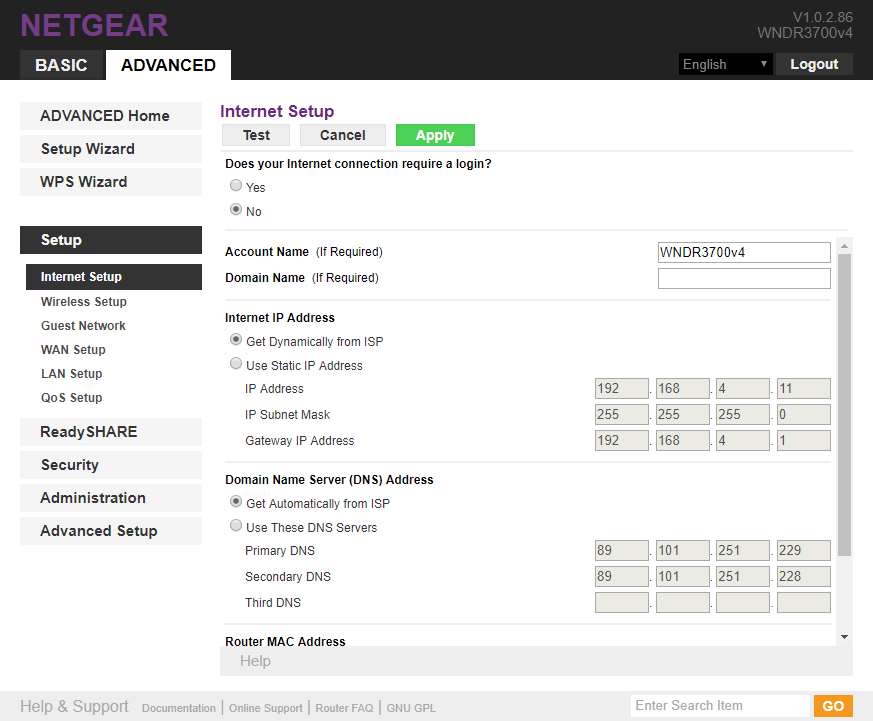 NETGEAR
V1.0.2.86
WNDR3700v4
BASIC
ADVANCED
English
Logout
ADVANCED Home
Setup Wizard
WPS Wizard
Setup
Internet Setup
Wireless Setup
Guest Network
WAN Setup
LAN Setup
QoS Setup
ReadySHARE
Security
Administration
Advanced Setup
Internet Setup
Test Cancel Apply
Does your Internet connection require a login?
Yes
No
Account Name (If Required) WNDR3700v4
Domain Name (If Required)
Internet IP Address
Get Dynamically from ISP
Use Static IP Address
IP Address 192 . 168 . 4 . 11
IP Subnet Mask 255 . 255 . 255 . 0
Gateway IP Address 192 . 168 . 4 . 1
Domain Name Server (DNS) Address
Get Automatically from ISP
Use These DNS Servers
Primary DNS 89 . 101 . 251 . 229
Secondary DNS 89 . 101 . 251 . 228
Third DNS . . .
Router MAC Address
Help
Help & Support Documentation | Online Support | Router FAQ | GNU GPL
Enter Search Item GO